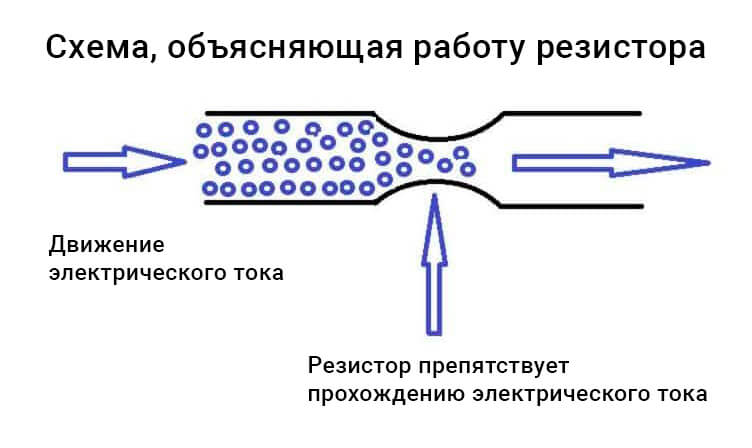 Схема, объясняющая работу резистора
Движение
электрического тока
Резистор препятствует
прохождению электрического тока